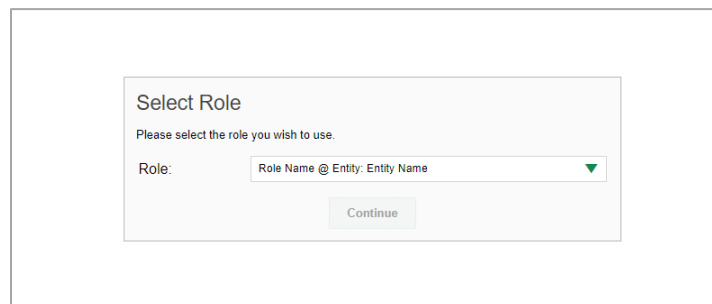 Select Role
Please select the role you wish to use.
Role:
Role Name @ Entity: Entity Name
Continue